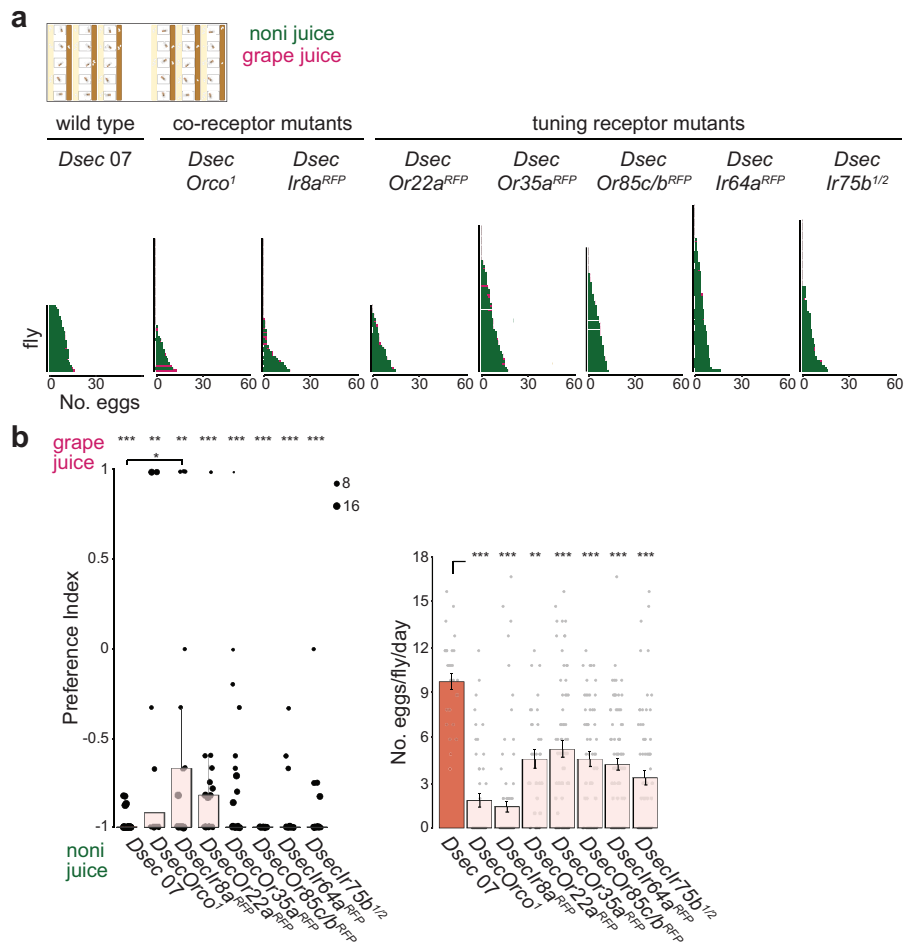 a
noni juice
grape juice
wild type
co-receptor mutants
tuning receptor mutants
Dsec 07
Dsec Orco¹
Dsec Ir8aᴿᶠᴾ
Dsec Or22aᴿᶠᴾ
Dsec Or35aᴿᶠᴾ
Dsec Or85c/bᴿᶠᴾ
Dsec Ir64aᴿᶠᴾ
Dsec Ir75b¹/²
fly
0 30
0 30 60
0 30 60
0 30 60
0 30 60
0 30 60
0 30 60
0 30 60
No. eggs
b
grape juice
*** ** ** *** *** *** *** ***
*
8
16
1
0.5
0
-0.5
-1
Preference Index
noni juice
Dsec 07
DsecOrco¹
DsecIr8aᴿᶠᴾ
DsecOr22aᴿᶠᴾ
DsecOr35aᴿᶠᴾ
DsecOr85c/bᴿᶠᴾ
DsecIr64aᴿᶠᴾ
DsecIr75b¹/²
*** *** ** *** *** *** ***
18
15
12
9
6
3
0
No. eggs/fly/day
Dsec 07
DsecOrco¹
DsecIr8aᴿᶠᴾ
DsecOr22aᴿᶠᴾ
DsecOr35aᴿᶠᴾ
DsecOr85c/bᴿᶠᴾ
DsecIr64aᴿᶠᴾ
DsecIr75b¹/²